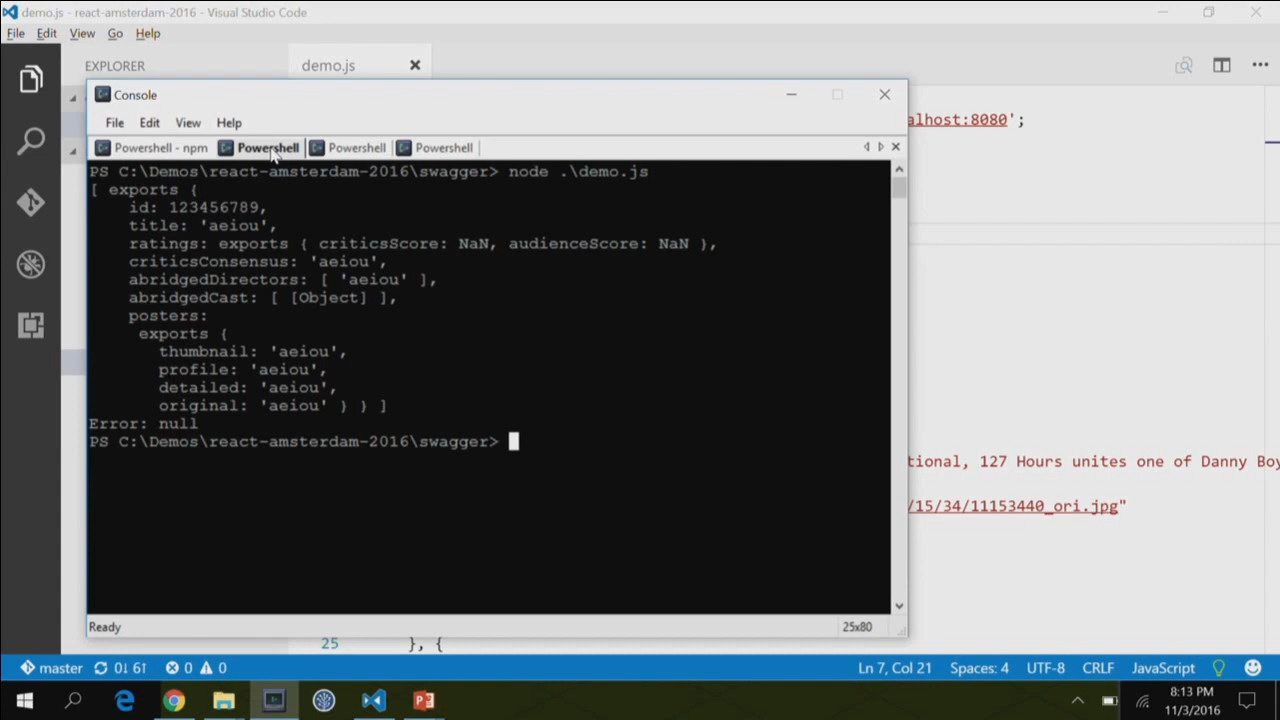 demo.js - react-amsterdam-2016 - Visual Studio Code
File Edit View Go Help
EXPLORER
demo.js
Console
File Edit View Help
Powershell - npm Powershell Powershell Powershell
alhost:8080';
PS C:\Demos\react-amsterdam-2016\swagger> node .\demo.js
[ exports {
id: 123456789,
title: 'aeiou',
ratings: exports { criticsScore: NaN, audienceScore: NaN },
criticsConsensus: 'aeiou',
abridgedDirectors: [ 'aeiou' ],
abridgedCast: [ [Object] ],
posters:
exports {
thumbnail: 'aeiou',
profile: 'aeiou',
detailed: 'aeiou',
original: 'aeiou' } } ]
Error: null
PS C:\Demos\react-amsterdam-2016\swagger>
tional, 127 Hours unites one of Danny Boy
/15/34/11153440_ori.jpg"
Ready 25x80
25 }, {
master 0↓ 6↑ 0 0 Ln 7, Col 21 Spaces: 4 UTF-8 CRLF JavaScript
8:13 PM
11/3/2016